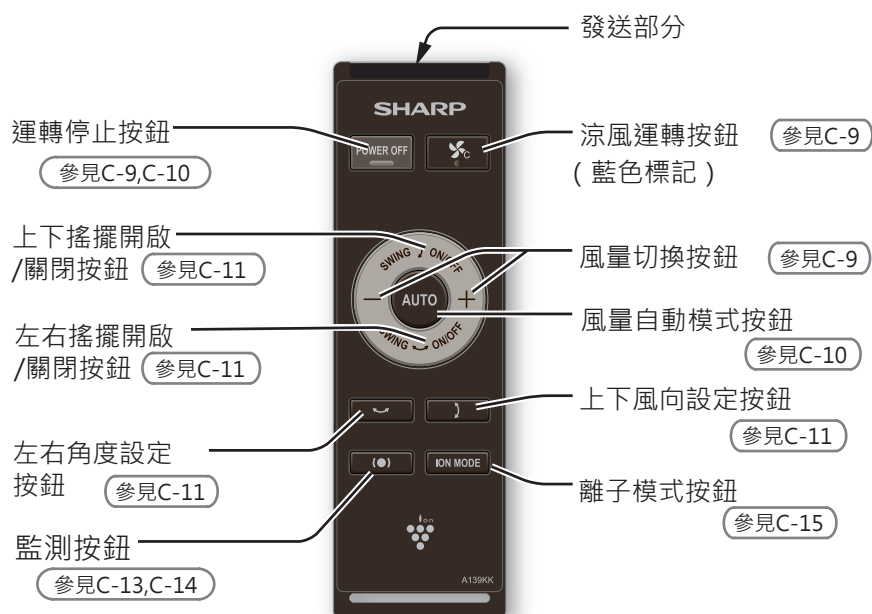 發送部分
SHARP
運轉停止按鈕
參見C-9,C-10
POWER OFF
C
涼風運轉按鈕
參見C-9
(藍色標記)
上下搖擺開啟
/關閉按鈕
參見C-11
SWING ON/OFF
風量切換按鈕
參見C-9
AUTO
風量自動模式按鈕
參見C-10
左右搖擺開啟
/關閉按鈕
參見C-11
SWING ON/OFF
上下風向設定按鈕
參見C-11
左右角度設定
按鈕
參見C-11
ION MODE
離子模式按鈕
參見C-15
監測按鈕
參見C-13,C-14
ion
A139KK